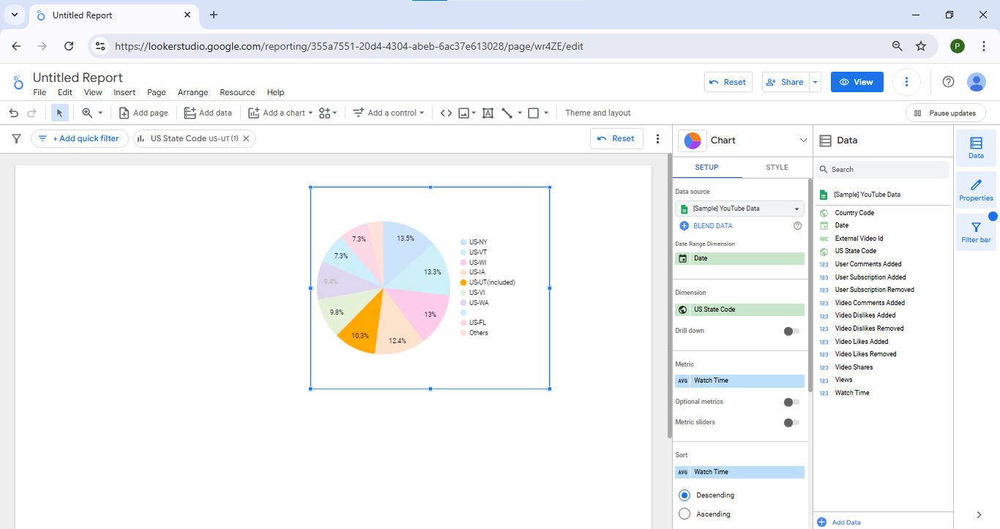 Untitled Report
https://lookerstudio.google.com/reporting/355a7551-20d4-4304-abeb-6ac37e613028/page/wr4ZE/edit
P
Untitled Report
File Edit View Insert Page Arrange Resource Help
Reset
Share
View
Add page
Add data
Add a chart
Add a control
Theme and layout
Pause updates
+ Add quick filter
US State Code US-UT (1)
Reset
13.5%
13.3%
13%
12.4%
10.3%
9.8%
9.4%
7.3%
7.3%
US-NY
US-VT
US-WI
US-IA
US-UT(included)
US-VI
US-WA
US-FL
Others
Chart
SETUP STYLE
Data source
[Sample] YouTube Data
BLEND DATA
Date Range Dimension
Date
Dimension
US State Code
Drill down
Metric
AVG Watch Time
Optional metrics
Metric sliders
Sort
AVG Watch Time
Descending
Ascending
Data
Search
[Sample] YouTube Data
Country Code
Date
RBC External Video Id
US State Code
123 User Comments Added
123 User Subscription Added
123 User Subscription Removed
123 Video Comments Added
123 Video Dislikes Added
123 Video Dislikes Removed
123 Video Likes Added
123 Video Likes Removed
123 Video Shares
123 Views
123 Watch Time
Add Data
Data
Properties
Filter bar